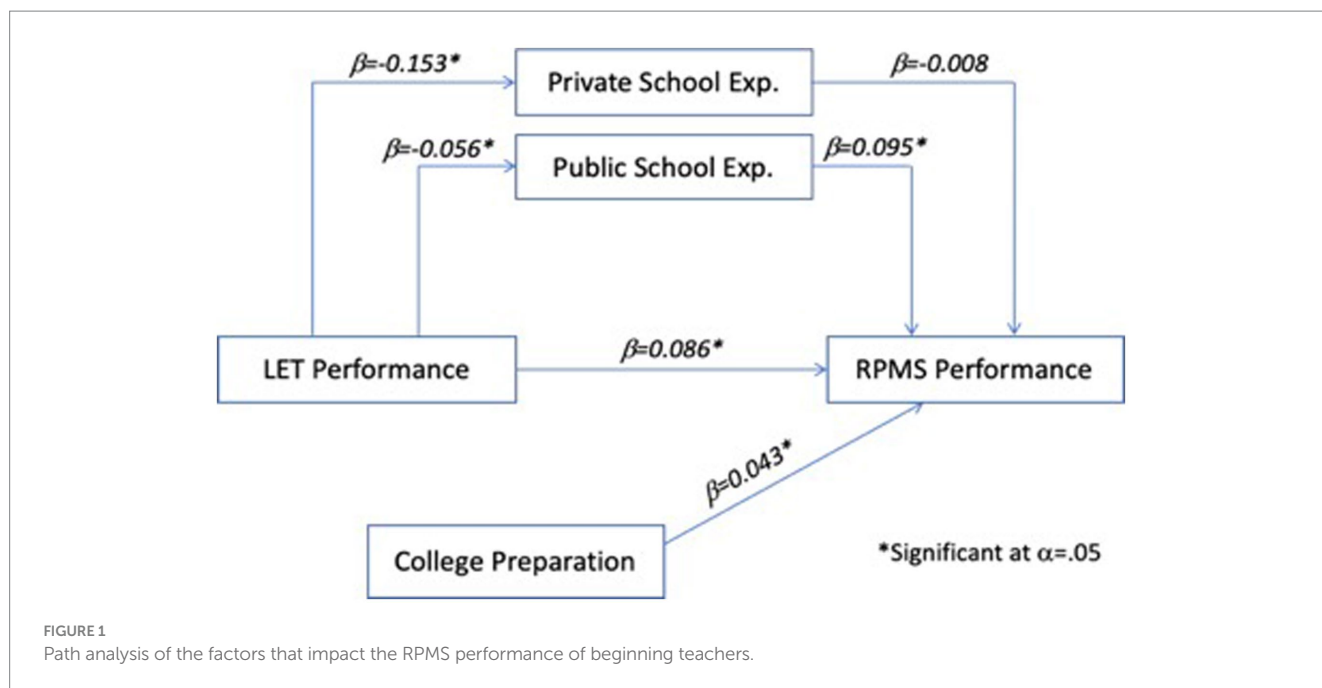 β=-0.153*
Private School Exp.
β=-0.008
β=-0.056*
Public School Exp.
β=0.095*
LET Performance
β=0.086*
RPMS Performance
β=0.043*
College Preparation
*Significant at α=.05
FIGURE 1
Path analysis of the factors that impact the RPMS performance of beginning teachers.